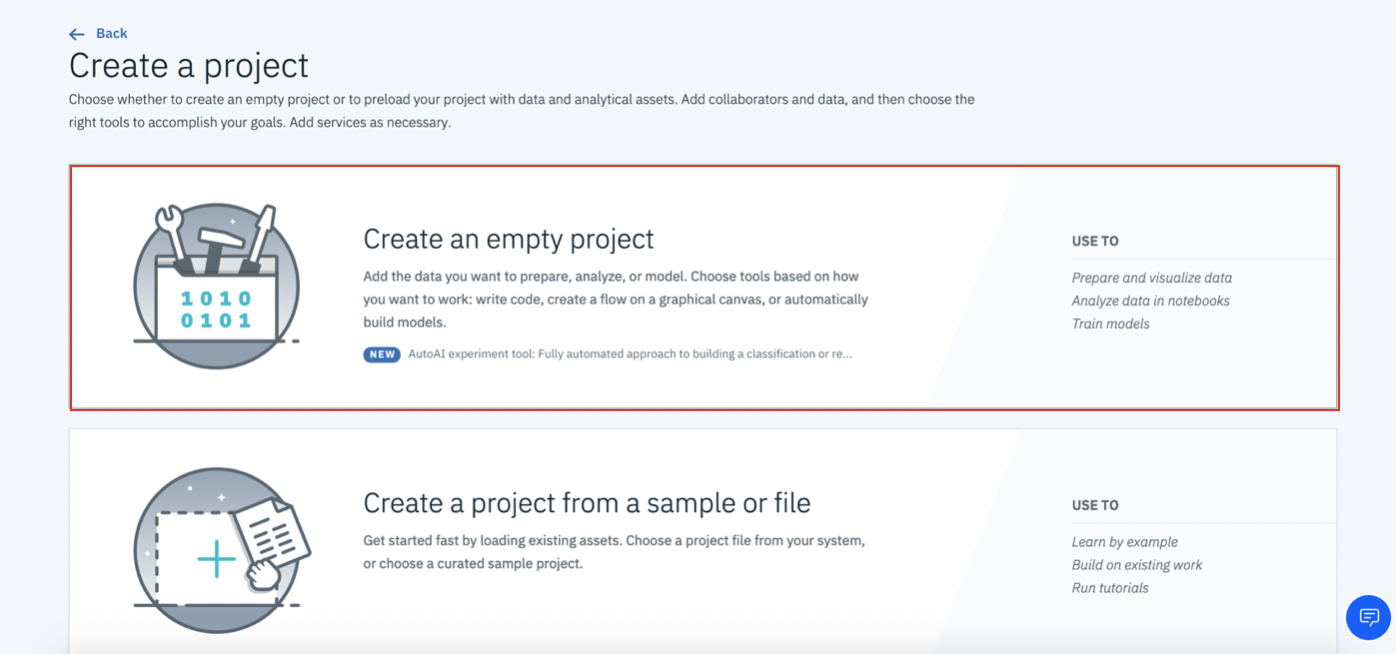 Back
Create a project
Choose whether to create an empty project or to preload your project with data and analytical assets. Add collaborators and data, and then choose the
right tools to accomplish your goals. Add services as necessary.
1010
0101
Create an empty project
Add the data you want to prepare, analyze, or model. Choose tools based on how
you want to work: write code, create a flow on a graphical canvas, or automatically
build models.
NEW AutoAI experiment tool: Fully automated approach to building a classification or re...
USE TO
Prepare and visualize data
Analyze data in notebooks
Train models
Create a project from a sample or file
Get started fast by loading existing assets. Choose a project file from your system,
or choose a curated sample project.
USE TO
Learn by example
Build on existing work
Run tutorials